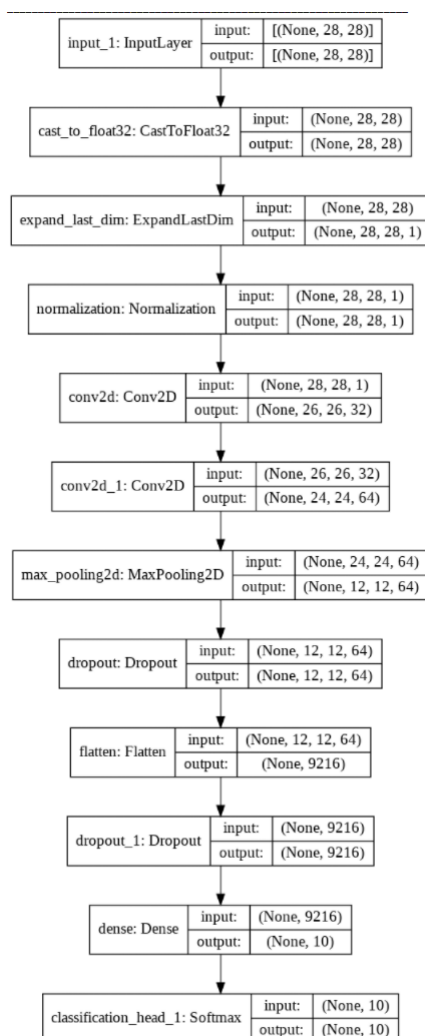 input_1: InputLayer
input: [(None, 28, 28)]
output: [(None, 28, 28)]
cast_to_float32: CastToFloat32
input: (None, 28, 28)
output: (None, 28, 28)
expand_last_dim: ExpandLastDim
input: (None, 28, 28)
output: (None, 28, 28, 1)
normalization: Normalization
input: (None, 28, 28, 1)
output: (None, 28, 28, 1)
conv2d: Conv2D
input: (None, 28, 28, 1)
output: (None, 26, 26, 32)
conv2d_1: Conv2D
input: (None, 26, 26, 32)
output: (None, 24, 24, 64)
max_pooling2d: MaxPooling2D
input: (None, 24, 24, 64)
output: (None, 12, 12, 64)
dropout: Dropout
input: (None, 12, 12, 64)
output: (None, 12, 12, 64)
flatten: Flatten
input: (None, 12, 12, 64)
output: (None, 9216)
dropout_1: Dropout
input: (None, 9216)
output: (None, 9216)
dense: Dense
input: (None, 9216)
output: (None, 10)
classification_head_1: Softmax
input: (None, 10)
output: (None, 10)